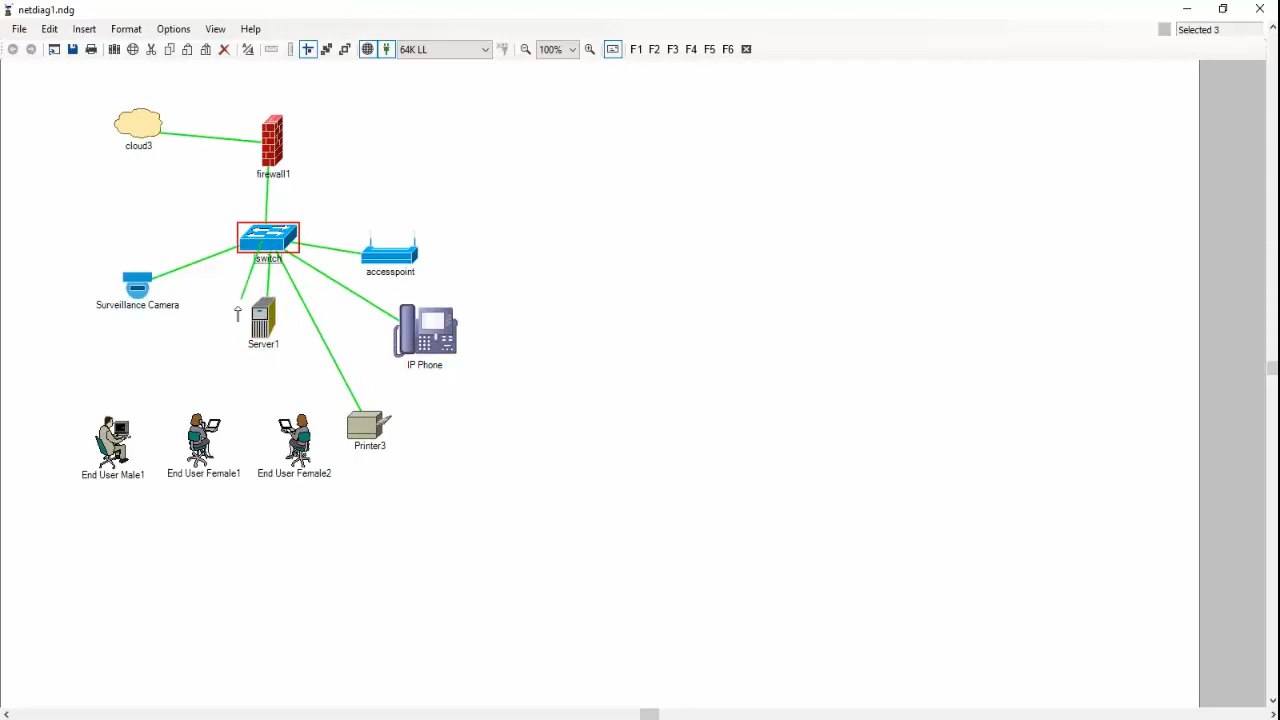 netdiag1.ndg
File Edit Insert Format Options View Help
Selected 3
64K LL
100%
F1 F2 F3 F4 F5 F6
cloud3
firewall1
switch
accesspoint
Surveillance Camera
Server1
IP Phone
Printer3
End User Male1
End User Female1
End User Female2